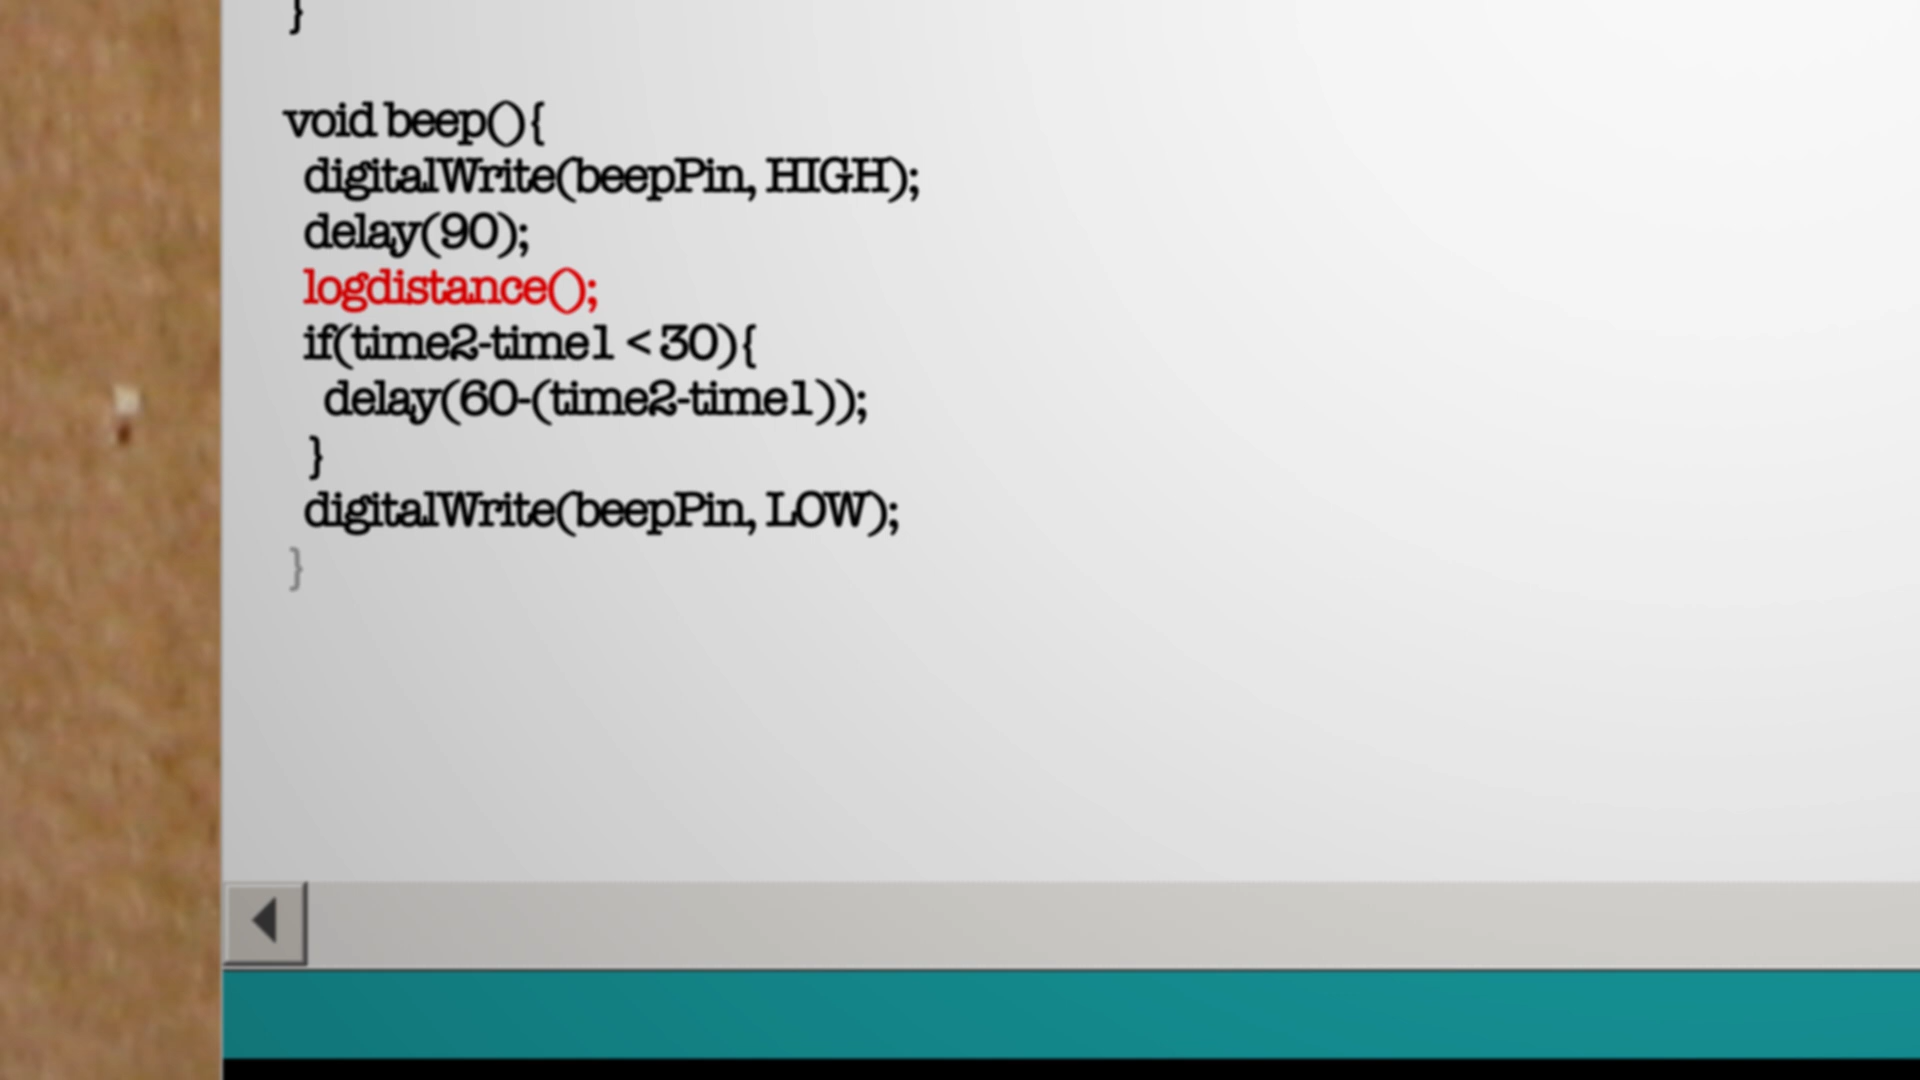 }
void beep(){
digitalWrite(beepPin, HIGH);
delay(90);
logdistance();
if(time2-time1 < 30){
delay(60-(time2-time1));
}
digitalWrite(beepPin, LOW);
}